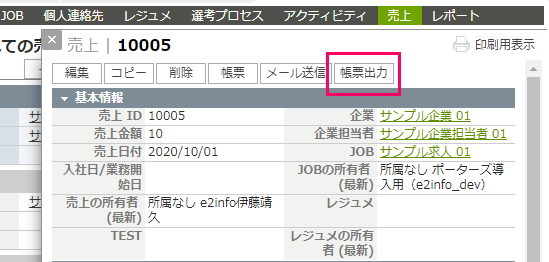 JOB 個人連絡先 レジュメ 選考プロセス アクティビティ 売上 レポート
ての売
売上 | 10005
印刷用表示
編集 コピー 削除 帳票 メール送信 帳票出力
基本情報
売上 ID 10005 企業 サンプル企業 01
売上金額 10 企業担当者 サンプル企業担当者 01
売上日付 2020/10/01 JOB サンプル求人 01
入社日/業務開始日 JOBの所有者 (最新) 所属なし ポーターズ導入用（e2info_dev）
売上の所有者 (最新) 所属なし e2info伊藤靖久 レジュメ
TEST レジュメの所有者 (最新)